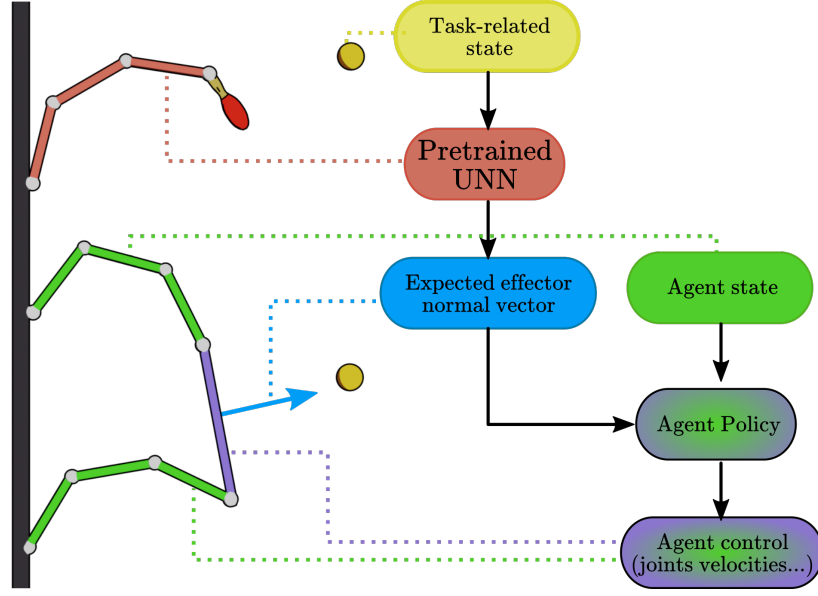 Task-related
state
Pretrained
UNN
Expected effector
normal vector
Agent state
Agent Policy
Agent control
(joints velocities...)